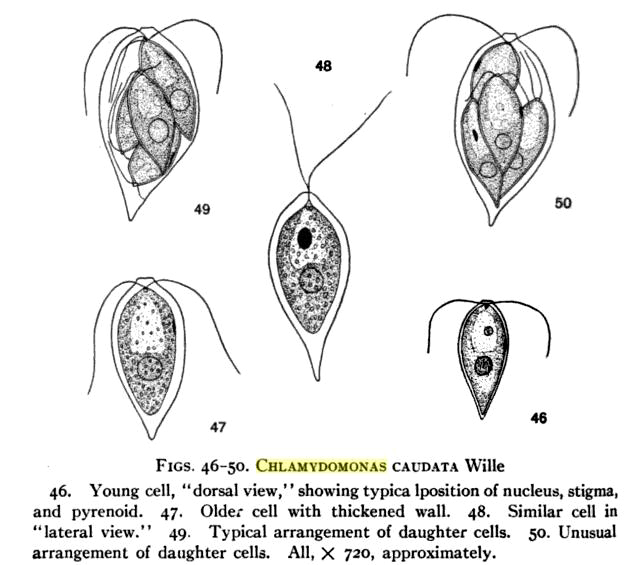 48
49
50
47
46
FIGS. 46-50. CHLAMYDOMONAS CAUDATA Wille
46. Young cell, "dorsal view," showing typica lposition of nucleus, stigma,
and pyrenoid. 47. Older cell with thickened wall. 48. Similar cell in
"lateral view." 49. Typical arrangement of daughter cells. 50. Unusual
arrangement of daughter cells. All, X 720, approximately.